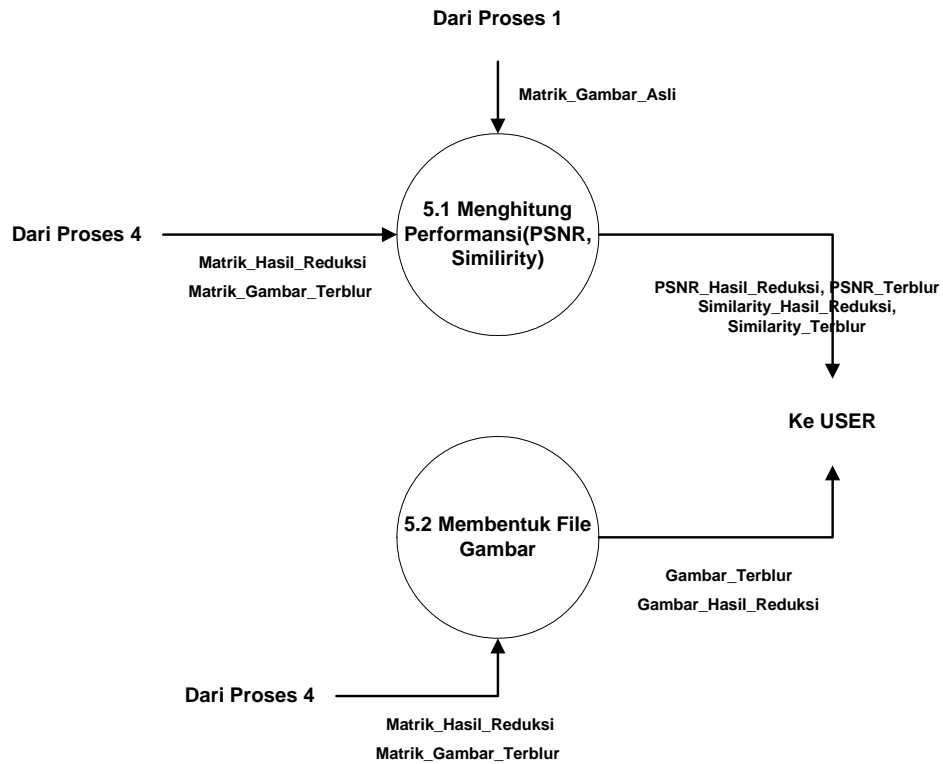 Dari Proses 1
Matrik_Gambar_Asli
5.1 Menghitung
Performansi(PSNR,
Similirity)
Dari Proses 4
Matrik_Hasil_Reduksi
Matrik_Gambar_Terblur
PSNR_Hasil_Reduksi, PSNR_Terblur
Similarity_Hasil_Reduksi,
Similarity_Terblur
Ke USER
5.2 Membentuk File
Gambar
Gambar_Terblur
Gambar_Hasil_Reduksi
Dari Proses 4
Matrik_Hasil_Reduksi
Matrik_Gambar_Terblur